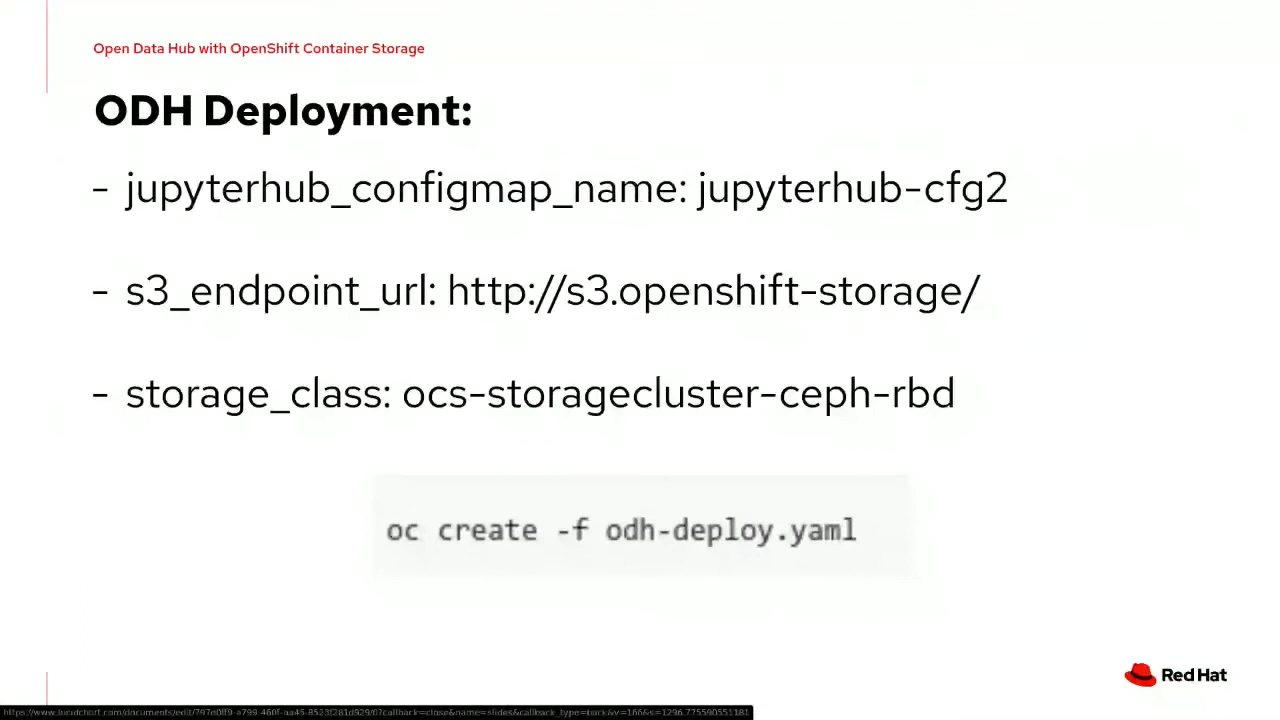 Open Data Hub with OpenShift Container Storage
ODH Deployment:
- jupyterhub_configmap_name: jupyterhub-cfg2
- s3_endpoint_url: http://s3.openshift-storage/
- storage_class: ocs-storagecluster-ceph-rbd
oc create -f odh-deploy.yaml
Red Hat